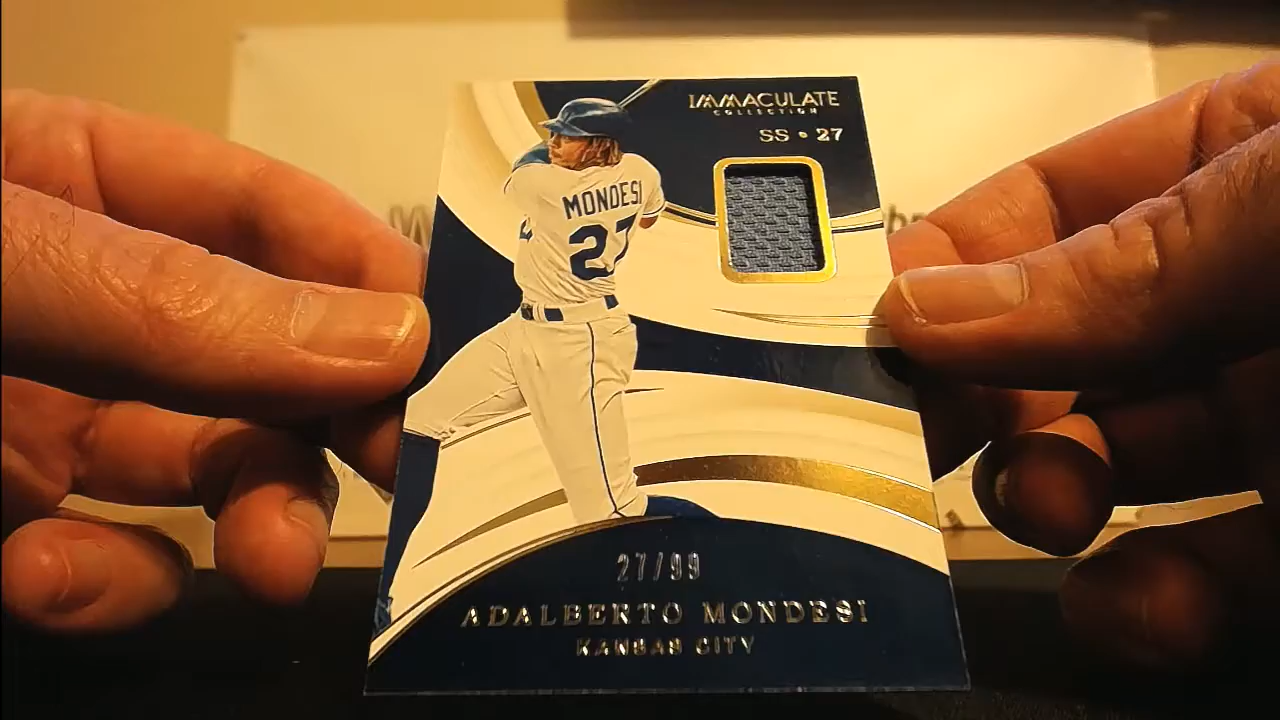 IMMACULATE
COLLECTION
SS • 27
MONDESI
27
27/99
ADALBERTO MONDESI
KANSAS CITY